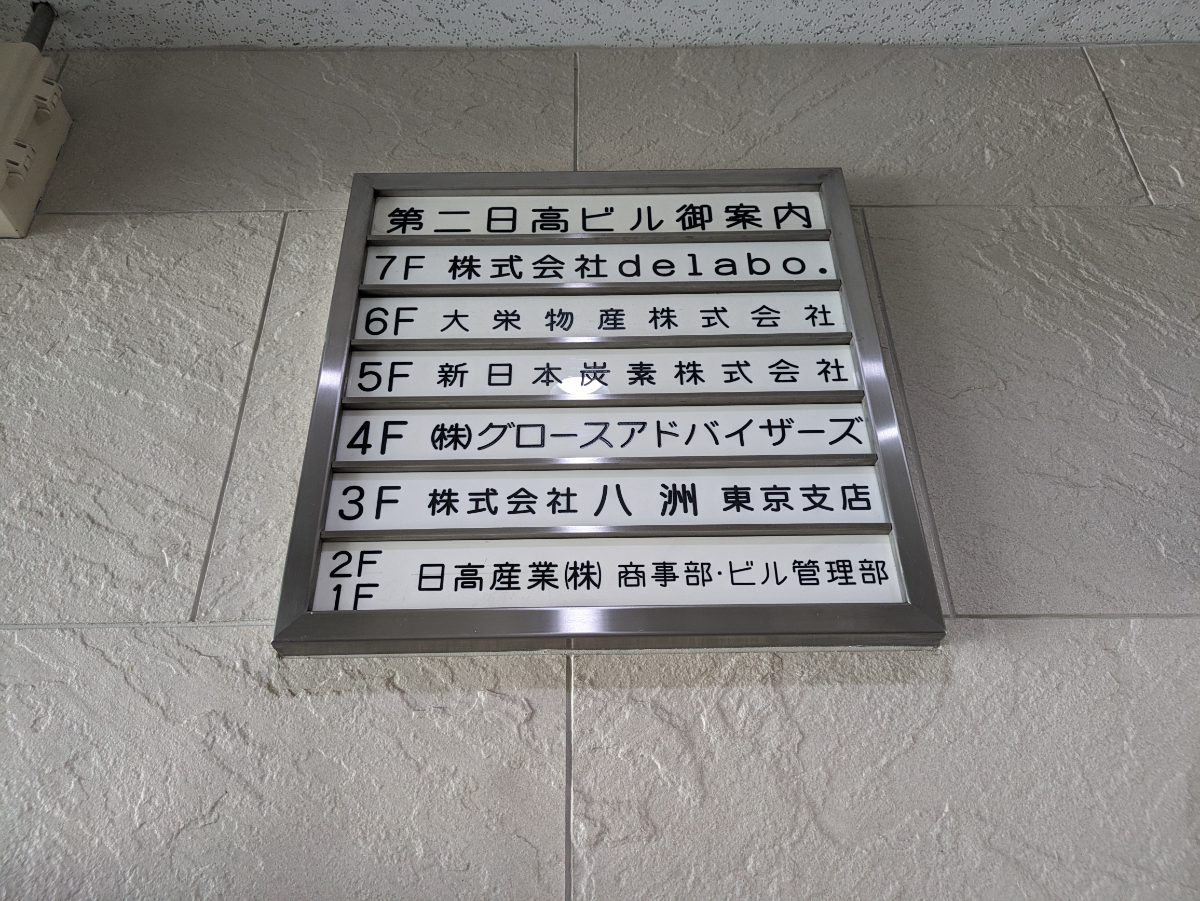 第二日高ビル御案内
7F 株式会社delabo.
6F 大栄物産株式会社
5F 新日本炭素株式会社
4F ㈱グロースアドバイザーズ
3F 株式会社 八洲 東京支店
2F
1F 日高産業㈱ 商事部・ビル管理部